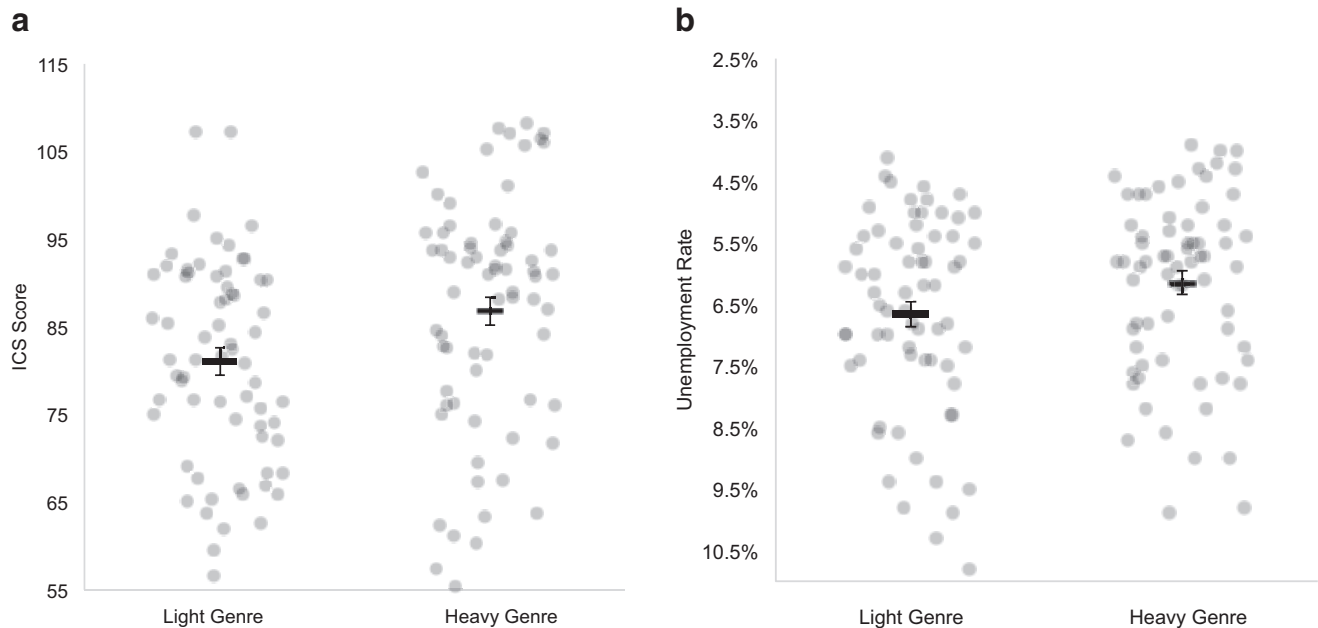 a
115
105
95
85
75
65
55
ICS Score
Light Genre
Heavy Genre
b
2.5%
3.5%
4.5%
5.5%
6.5%
7.5%
8.5%
9.5%
10.5%
Unemployment Rate
Light Genre
Heavy Genre